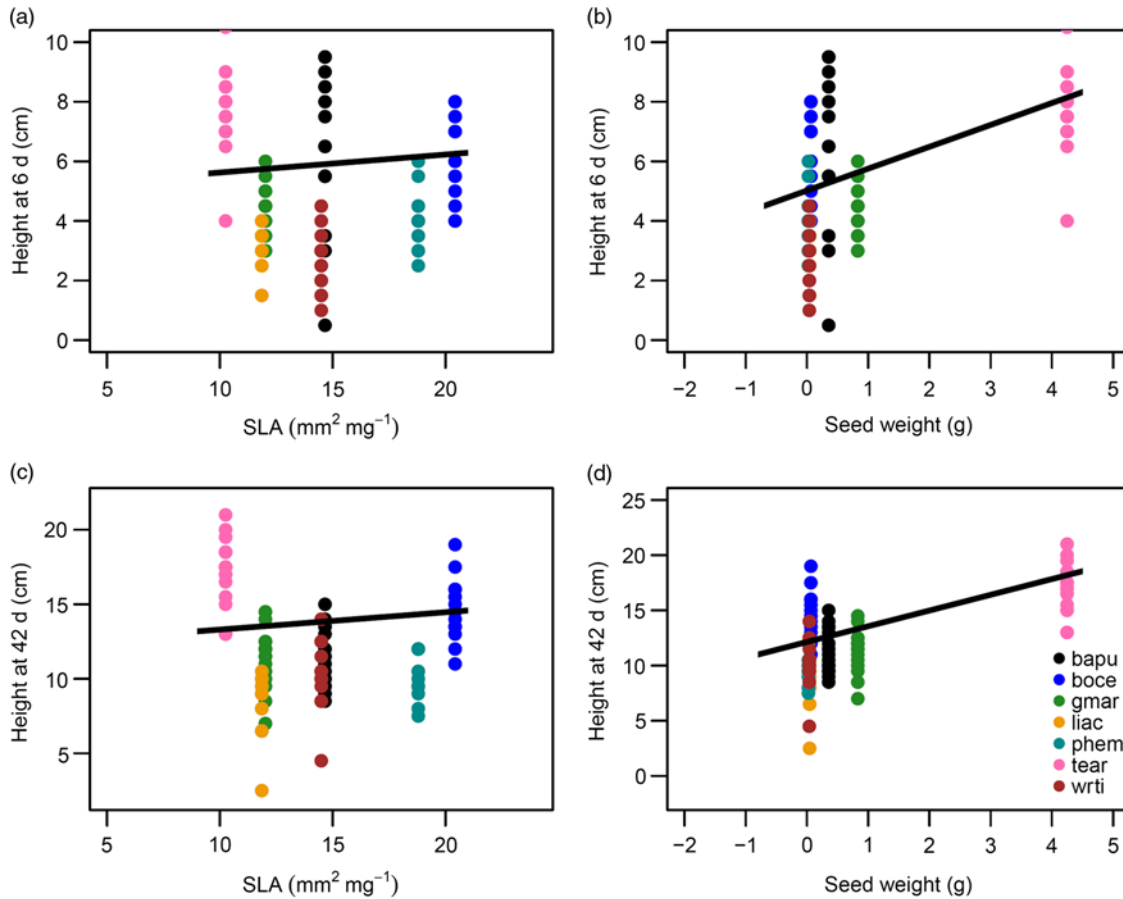 (a)
Height at 6 d (cm)
10
8
6
4
2
0
5
10
15
20
SLA (mm² mg⁻¹)
(b)
Height at 6 d (cm)
10
8
6
4
2
0
−2
−1
0
1
2
3
4
5
Seed weight (g)
(c)
Height at 42 d (cm)
20
15
10
5
5
10
15
20
SLA (mm² mg⁻¹)
(d)
Height at 42 d (cm)
25
20
15
10
5
0
bapu
boce
gmar
liac
phem
tear
wrti
−2
−1
0
1
2
3
4
5
Seed weight (g)